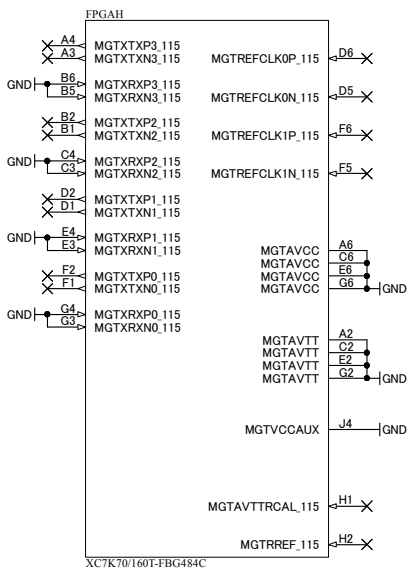 FPGAH
A4 MGTXTXP3_115
A3 MGTXTXN3_115
B6 MGTXRXP3_115
GND
B5 MGTXRXN3_115
B2 MGTXTXP2_115
B1 MGTXTXN2_115
C4 MGTXRXP2_115
GND
C3 MGTXRXN2_115
D2 MGTXTXP1_115
D1 MGTXTXN1_115
E4 MGTXRXP1_115
GND
E3 MGTXRXN1_115
F2 MGTXTXP0_115
F1 MGTXTXN0_115
G4 MGTXRXP0_115
GND
G3 MGTXRXN0_115
MGTREFCLK0P_115 D6
MGTREFCLK0N_115 D5
MGTREFCLK1P_115 F6
MGTREFCLK1N_115 F5
MGTAVCC A6
MGTAVCC C6
MGTAVCC E6
MGTAVCC G6 GND
MGTAVTT A2
MGTAVTT C2
MGTAVTT E2
MGTAVTT G2 GND
MGTVCCAUX J4 GND
MGTAVTTRCAL_115 H1
MGTRREF_115 H2
XC7K70/160T-FBG484C